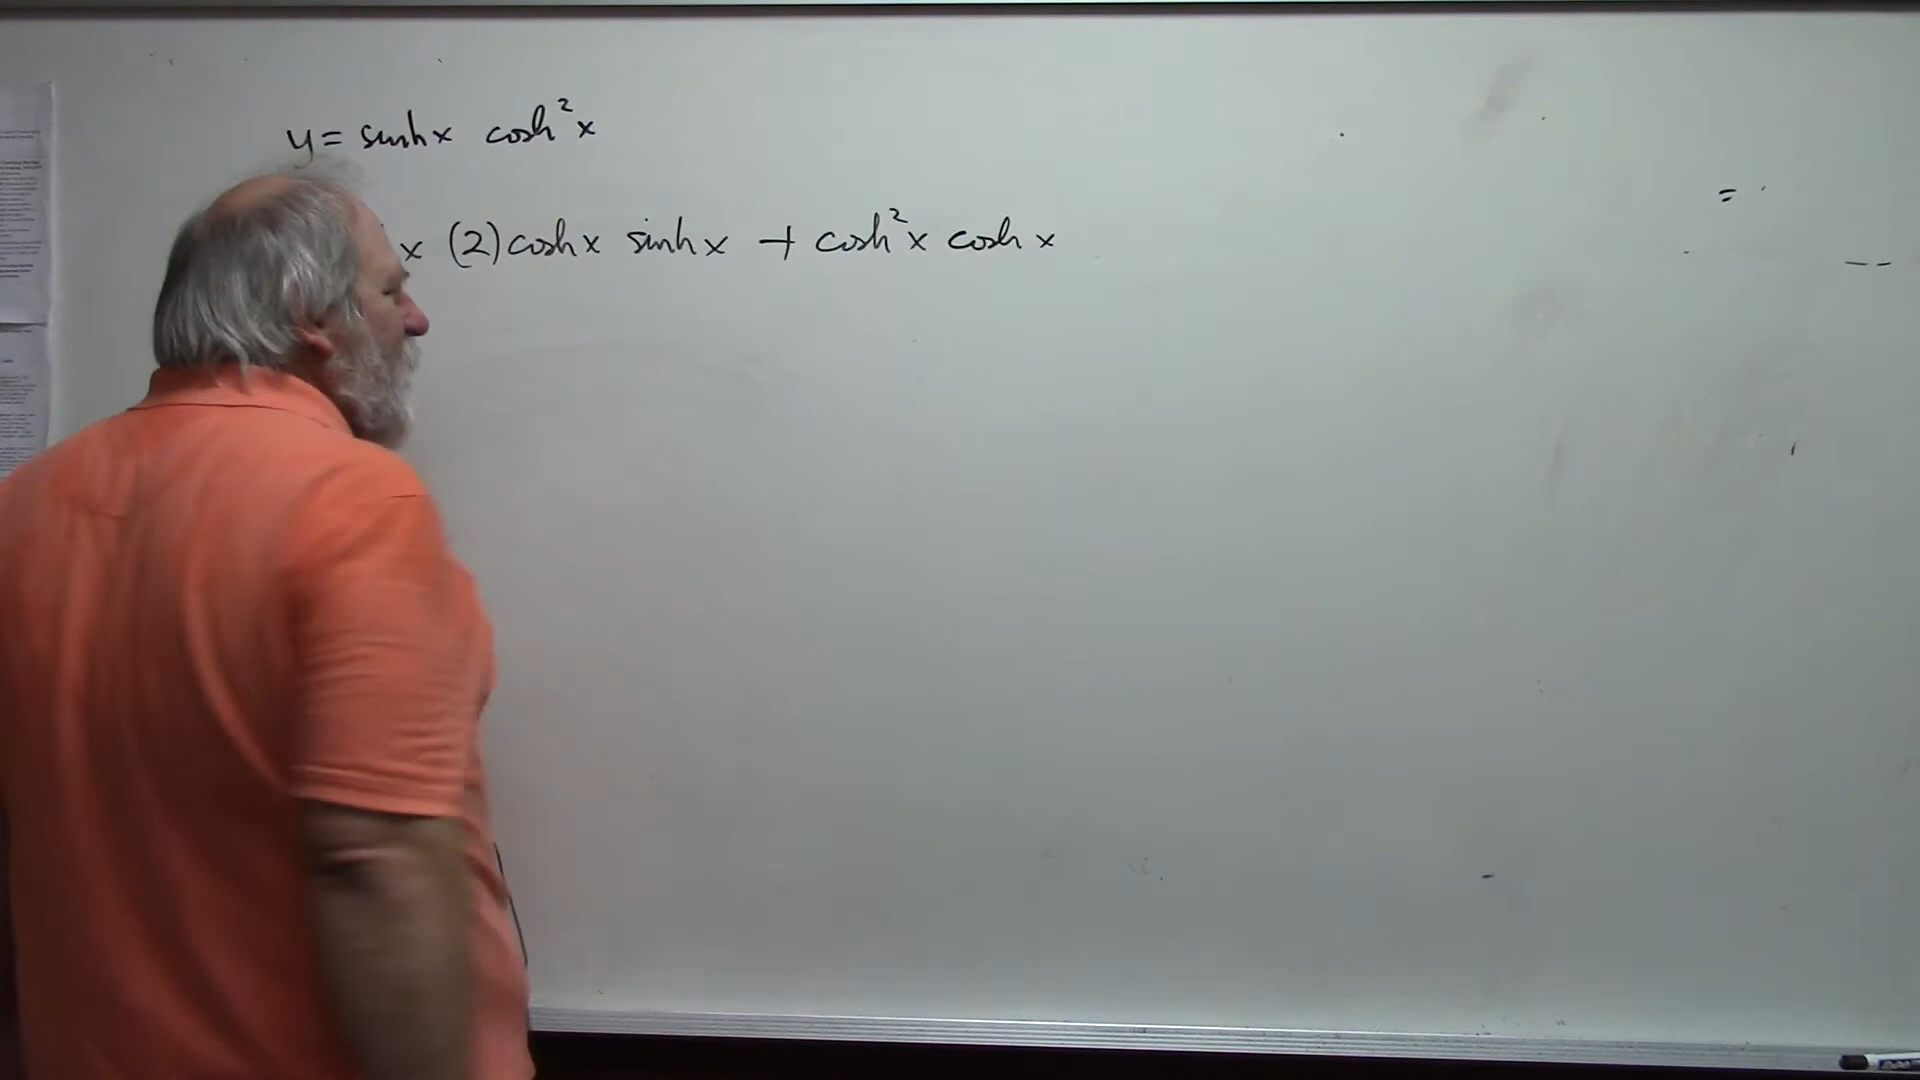 y = sinh x cosh² x
x (2) cosh x sinh x + cosh² x cosh x
=